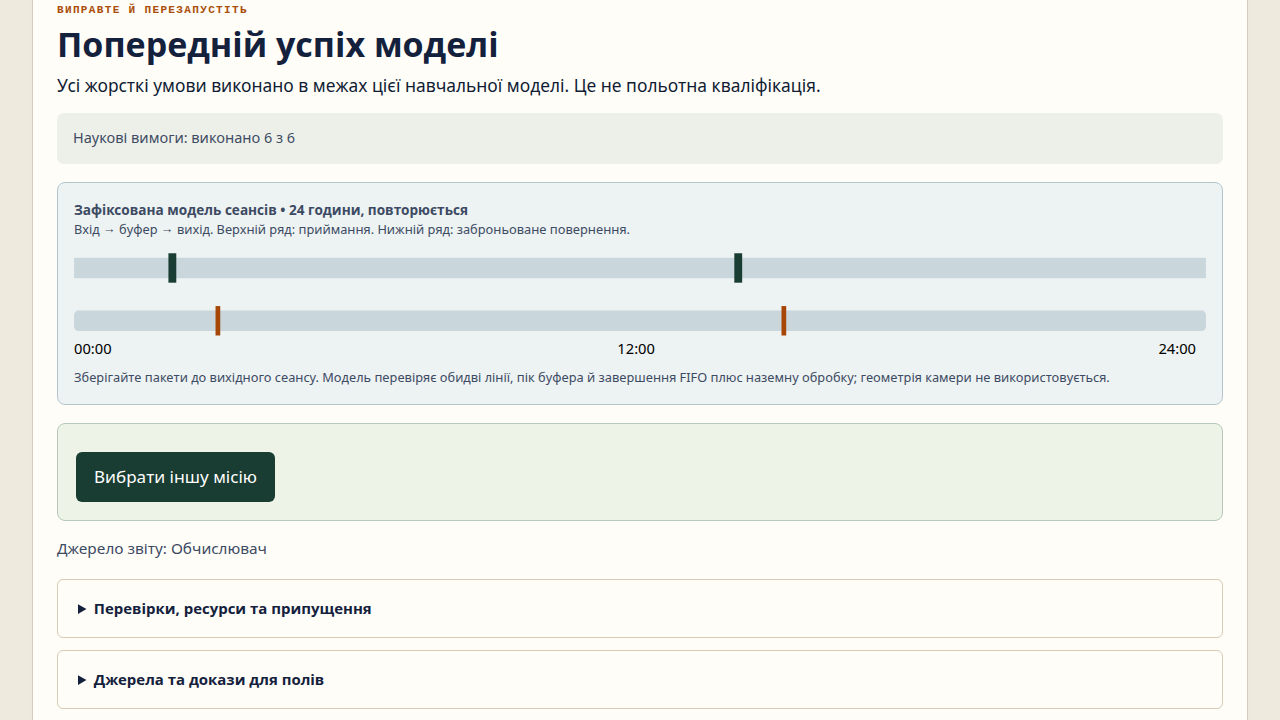 ВИПРАВТЕ Й ПЕРЕЗАПУСТІТЬ
Попередній успіх моделі
Усі жорсткі умови виконано в межах цієї навчальної моделі. Це не польотна кваліфікація.
Наукові вимоги: виконано 6 з 6
Зафіксована модель сеансів • 24 години, повторюється
Вхід → буфер → вихід. Верхній ряд: приймання. Нижній ряд: заброньоване повернення.
00:00 12:00 24:00
Зберігайте пакети до вихідного сеансу. Модель перевіряє обидві лінії, пік буфера й завершення FIFO плюс наземну обробку; геометрія камери не використовується.
Вибрати іншу місію
Джерело звіту: Обчислювач
▶ Перевірки, ресурси та припущення
▶ Джерела та докази для полів